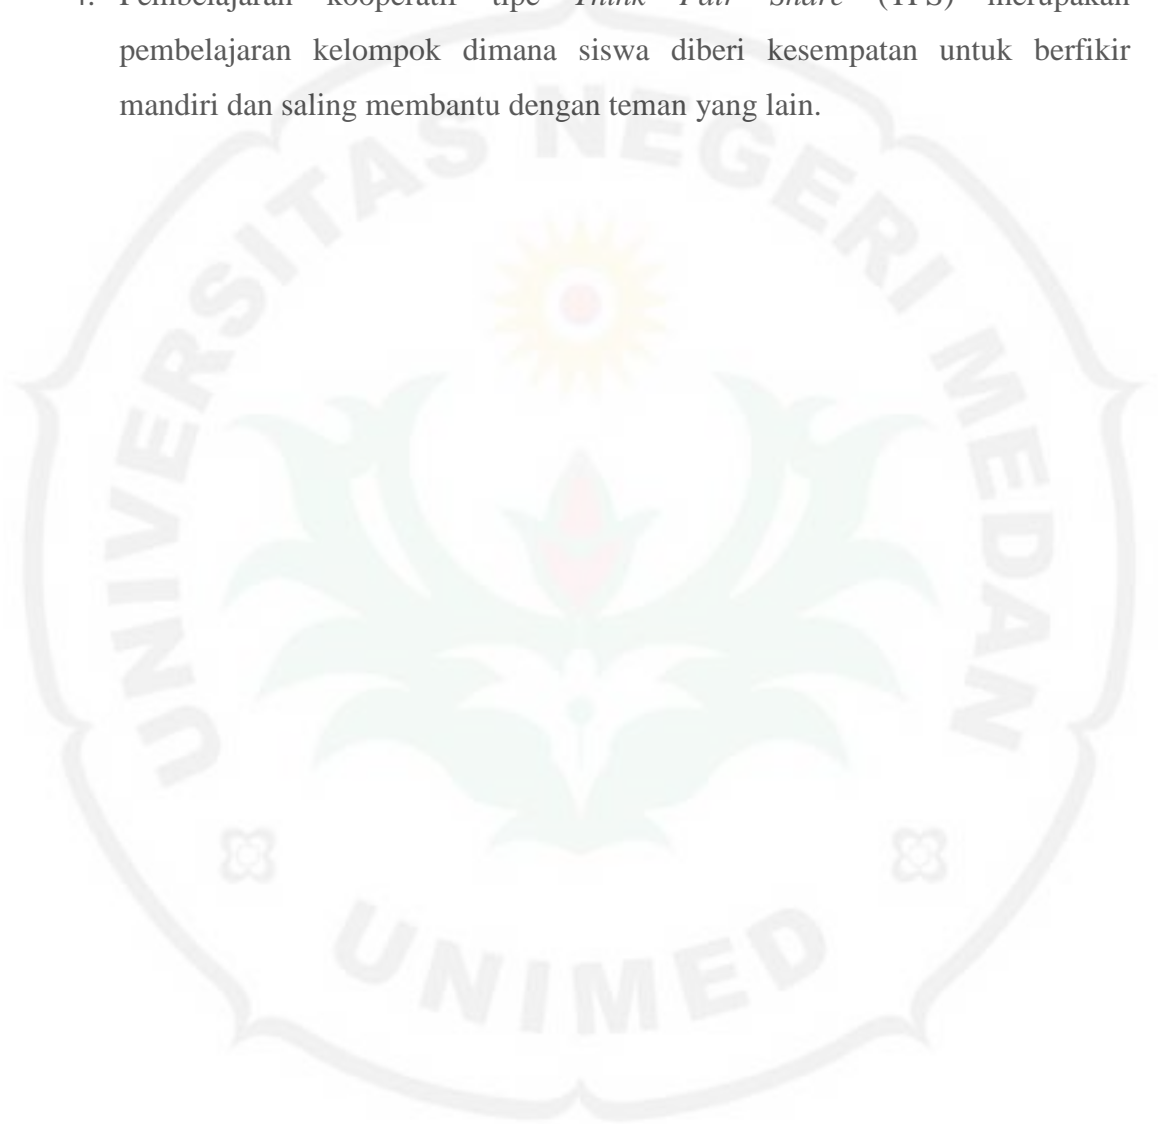 4. Pembelajaran kooperatif tipe Think Pair Share (TPS) merupakan
pembelajaran kelompok dimana siswa diberi kesempatan untuk berfikir
mandiri dan saling membantu dengan teman yang lain.
UNIVERSITAS NEGERI MEDAN
UNIMED